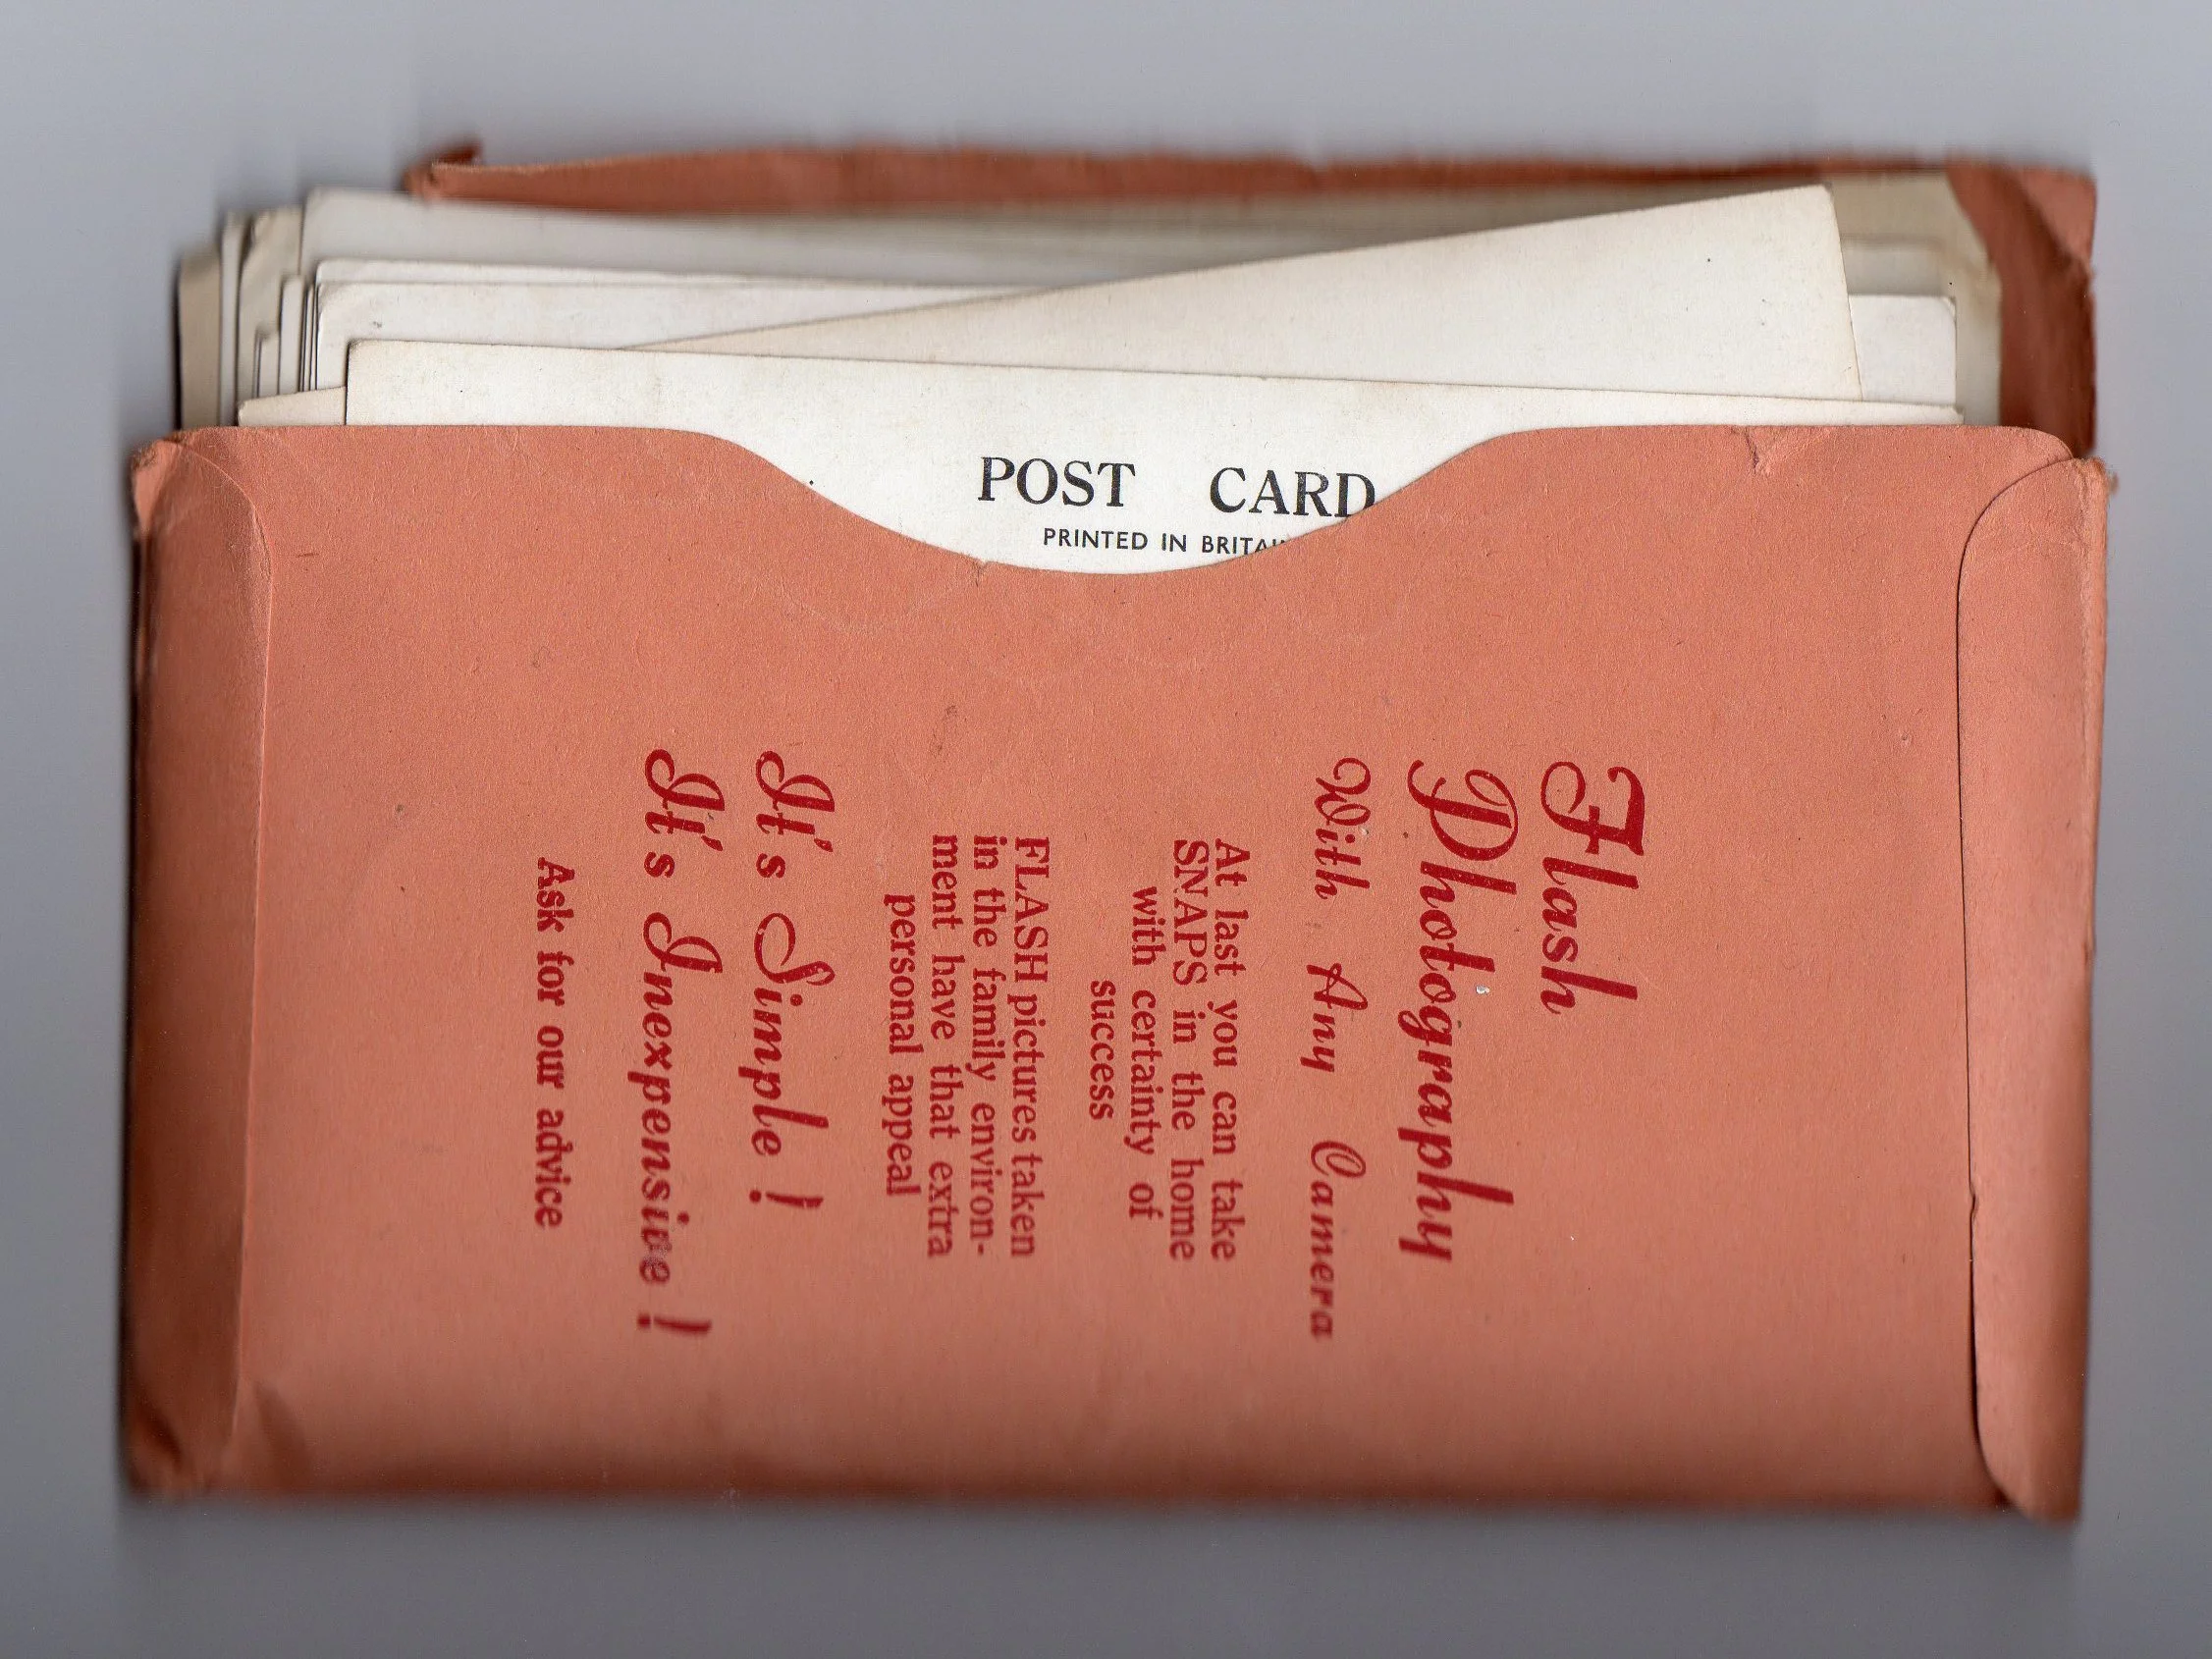 POST CARD
PRINTED IN BRITAIN
Flash
Photography
With Any Camera
At last you can take
SNAPS in the home
with certainty of
success
FLASH pictures taken
in the family environ-
ment have that extra
personal appeal
It's Simple !
It's Inexpensive !
Ask for our advice